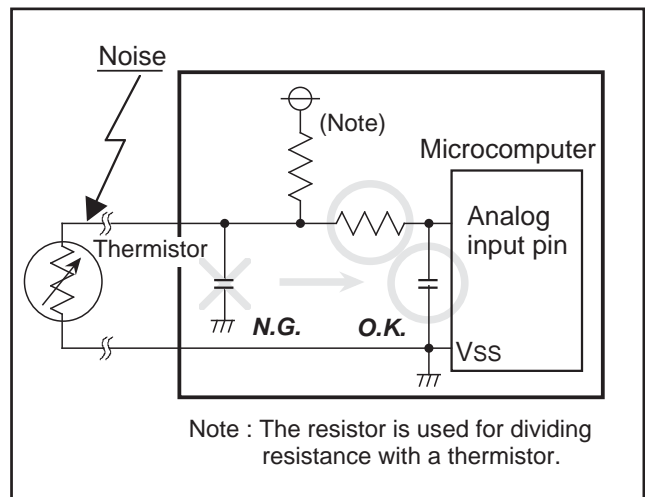 Noise
(Note)
Microcomputer
Analog
input pin
Thermistor
N.G.
O.K.
VSS
Note : The resistor is used for dividing
resistance with a thermistor.